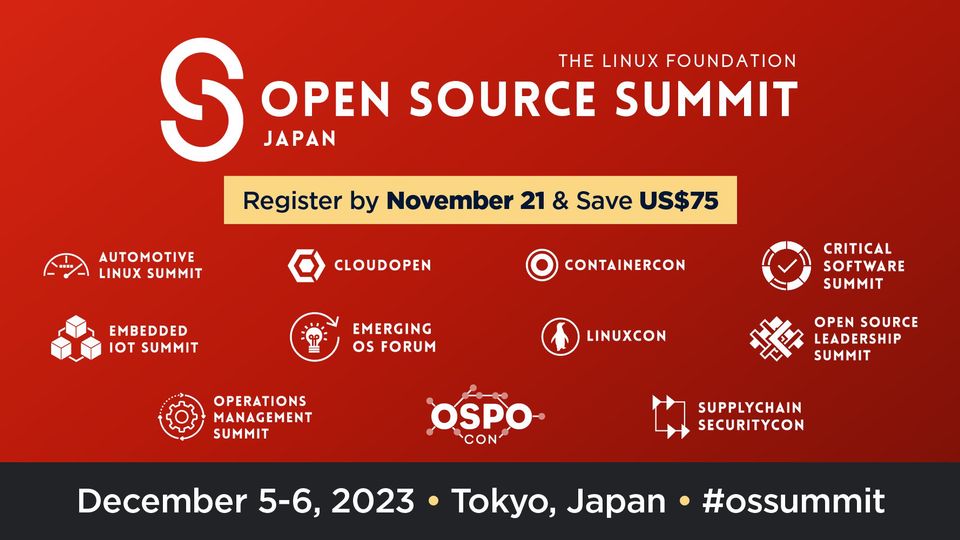 THE LINUX FOUNDATION
OPEN SOURCE SUMMIT
JAPAN
Register by November 21 & Save US$75
AUTOMOTIVE
LINUX SUMMIT
CLOUDOPEN
CONTAINERCON
CRITICAL
SOFTWARE
SUMMIT
EMBEDDED
IOT SUMMIT
EMERGING
OS FORUM
LINUXCON
OPEN SOURCE
LEADERSHIP
SUMMIT
OPERATIONS
MANAGEMENT
SUMMIT
OSPO
CON
SUPPLYCHAIN
SECURITYCON
December 5-6, 2023 • Tokyo, Japan • #ossummit